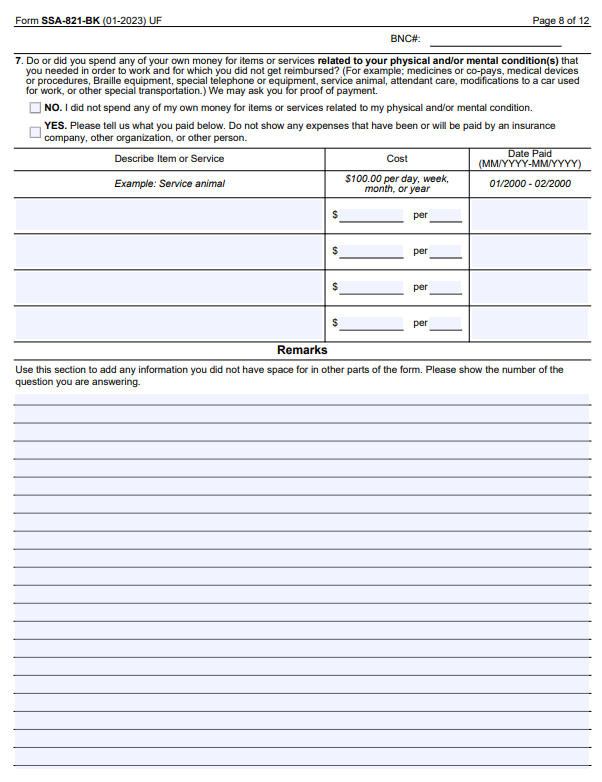 Form SSA-821-BK (01-2023) UF Page 8 of 12
BNC#:
7. Do or did you spend any of your own money for items or services related to your physical and/or mental condition(s) that
you needed in order to work and for which you did not get reimbursed? (For example; medicines or co-pays, medical devices
or procedures, Braille equipment, special telephone or equipment, service animal, attendant care, modifications to a car used
for work, or other special transportation.) We may ask you for proof of payment.
NO. I did not spend any of my own money for items or services related to my physical and/or mental condition.
YES. Please tell us what you paid below. Do not show any expenses that have been or will be paid by an insurance
company, other organization, or other person.
Describe Item or Service Cost Date Paid
(MM/YYYY-MM/YYYY)
Example: Service animal $100.00 per day, week,
month, or year 01/2000 - 02/2000
$ per
$ per
$ per
$ per
Remarks
Use this section to add any information you did not have space for in other parts of the form. Please show the number of the
question you are answering.